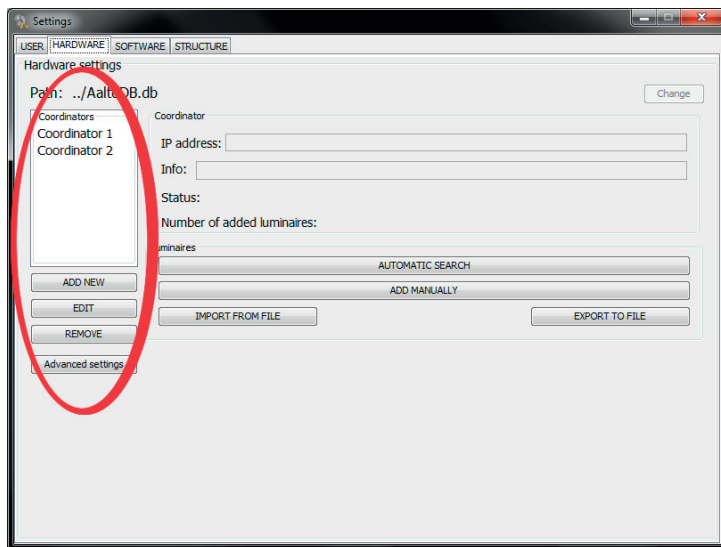 Settings
USER HARDWARE SOFTWARE STRUCTURE
Hardware settings
Path: ../AaltoDB.db
Change
Coordinators
Coordinator 1
Coordinator 2
ADD NEW
EDIT
REMOVE
Advanced settings
Coordinator
IP address:
Info:
Status:
Number of added luminaires:
uminaires
AUTOMATIC SEARCH
ADD MANUALLY
IMPORT FROM FILE EXPORT TO FILE